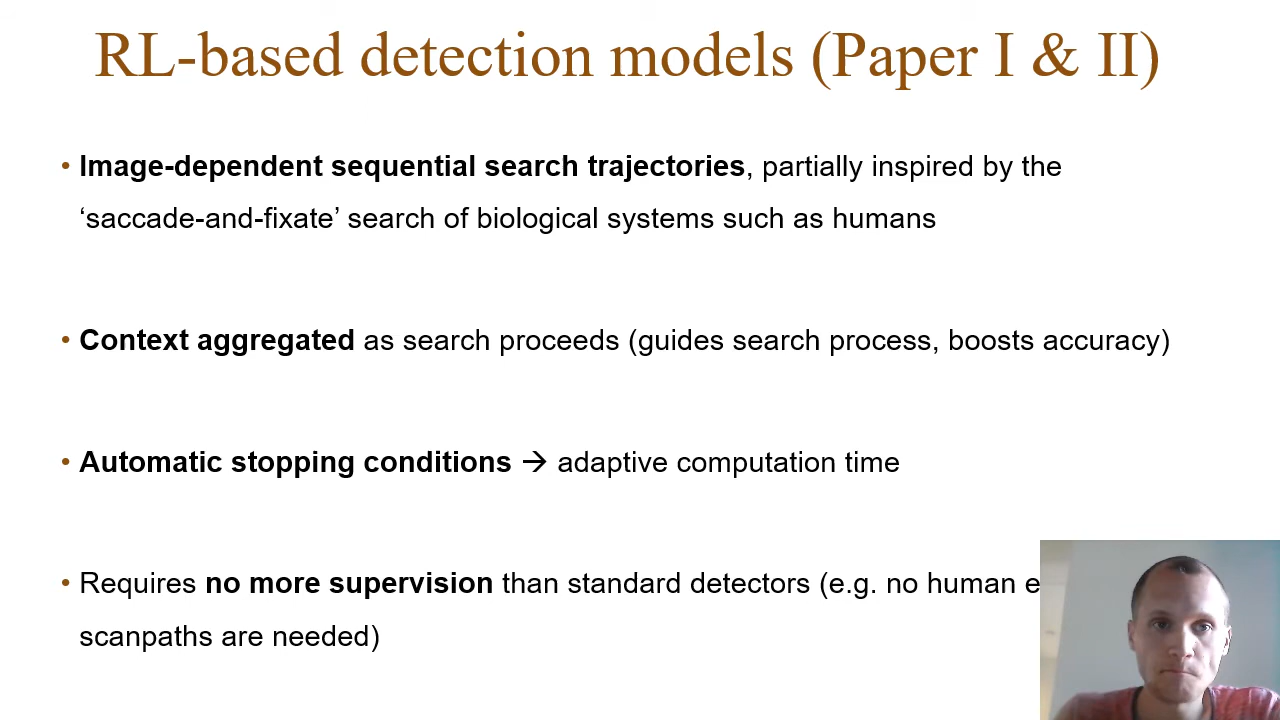 RL-based detection models (Paper I & II)
• Image-dependent sequential search trajectories, partially inspired by the
‘saccade-and-fixate’ search of biological systems such as humans
• Context aggregated as search proceeds (guides search process, boosts accuracy)
• Automatic stopping conditions → adaptive computation time
• Requires no more supervision than standard detectors (e.g. no human
scanpaths are needed)